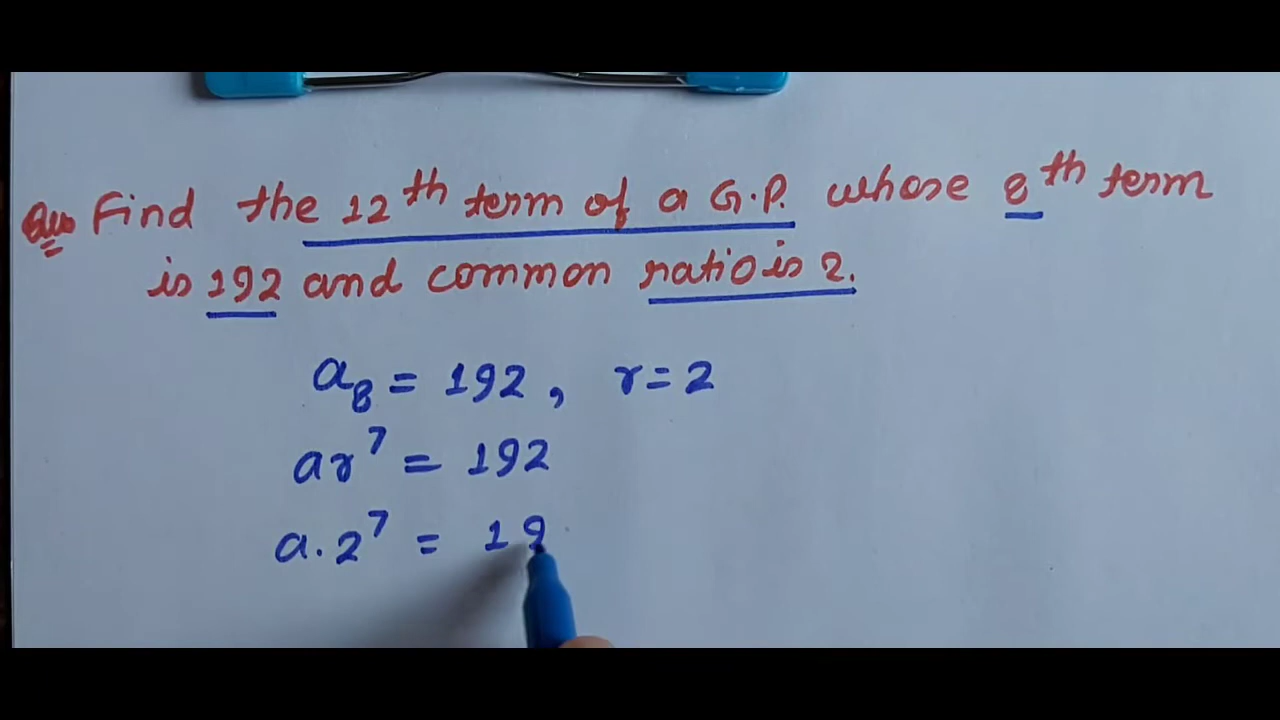 Ques Find the 12th term of a G.P. whose 8th term
is 192 and common ratio is 2.
a₈ = 192, r = 2
ar⁷ = 192
a.2⁷ = 19